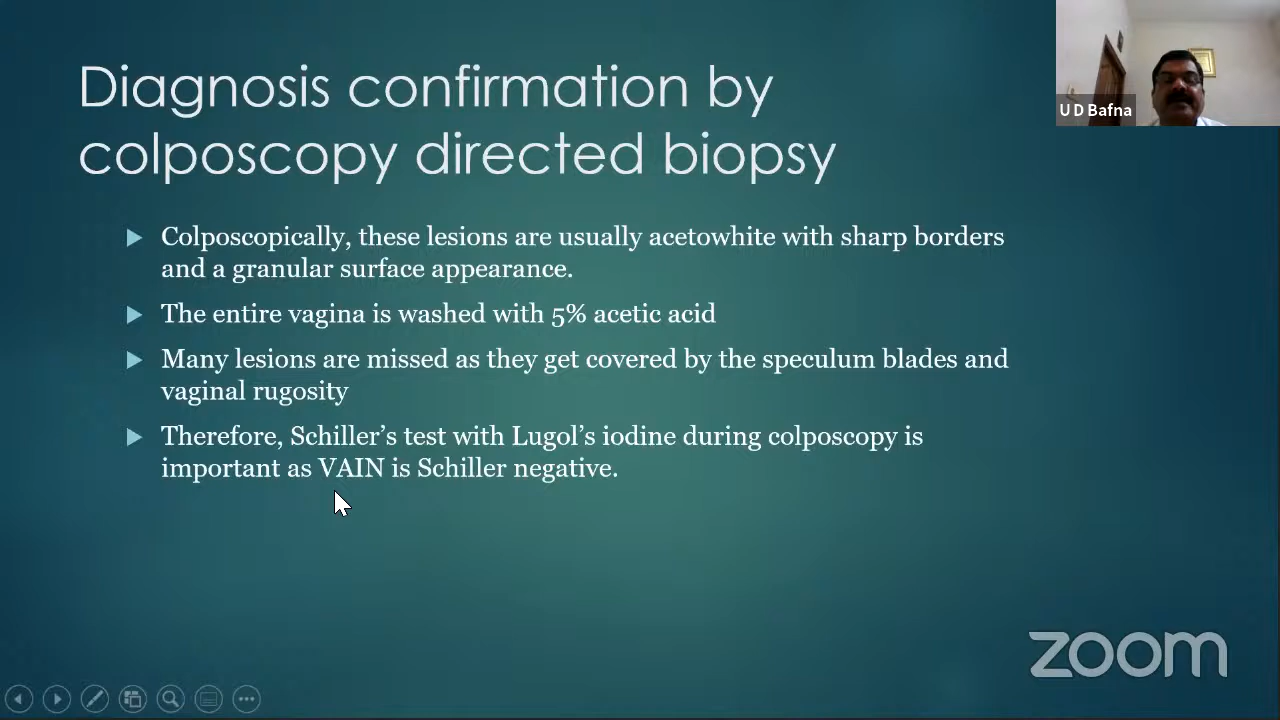 Diagnosis confirmation by
colposcopy directed biopsy
U D Bafna
Colposcopically, these lesions are usually acetowhite with sharp borders
and a granular surface appearance.
The entire vagina is washed with 5% acetic acid
Many lesions are missed as they get covered by the speculum blades and
vaginal rugosity
Therefore, Schiller’s test with Lugol’s iodine during colposcopy is
important as VAIN is Schiller negative.
zoom